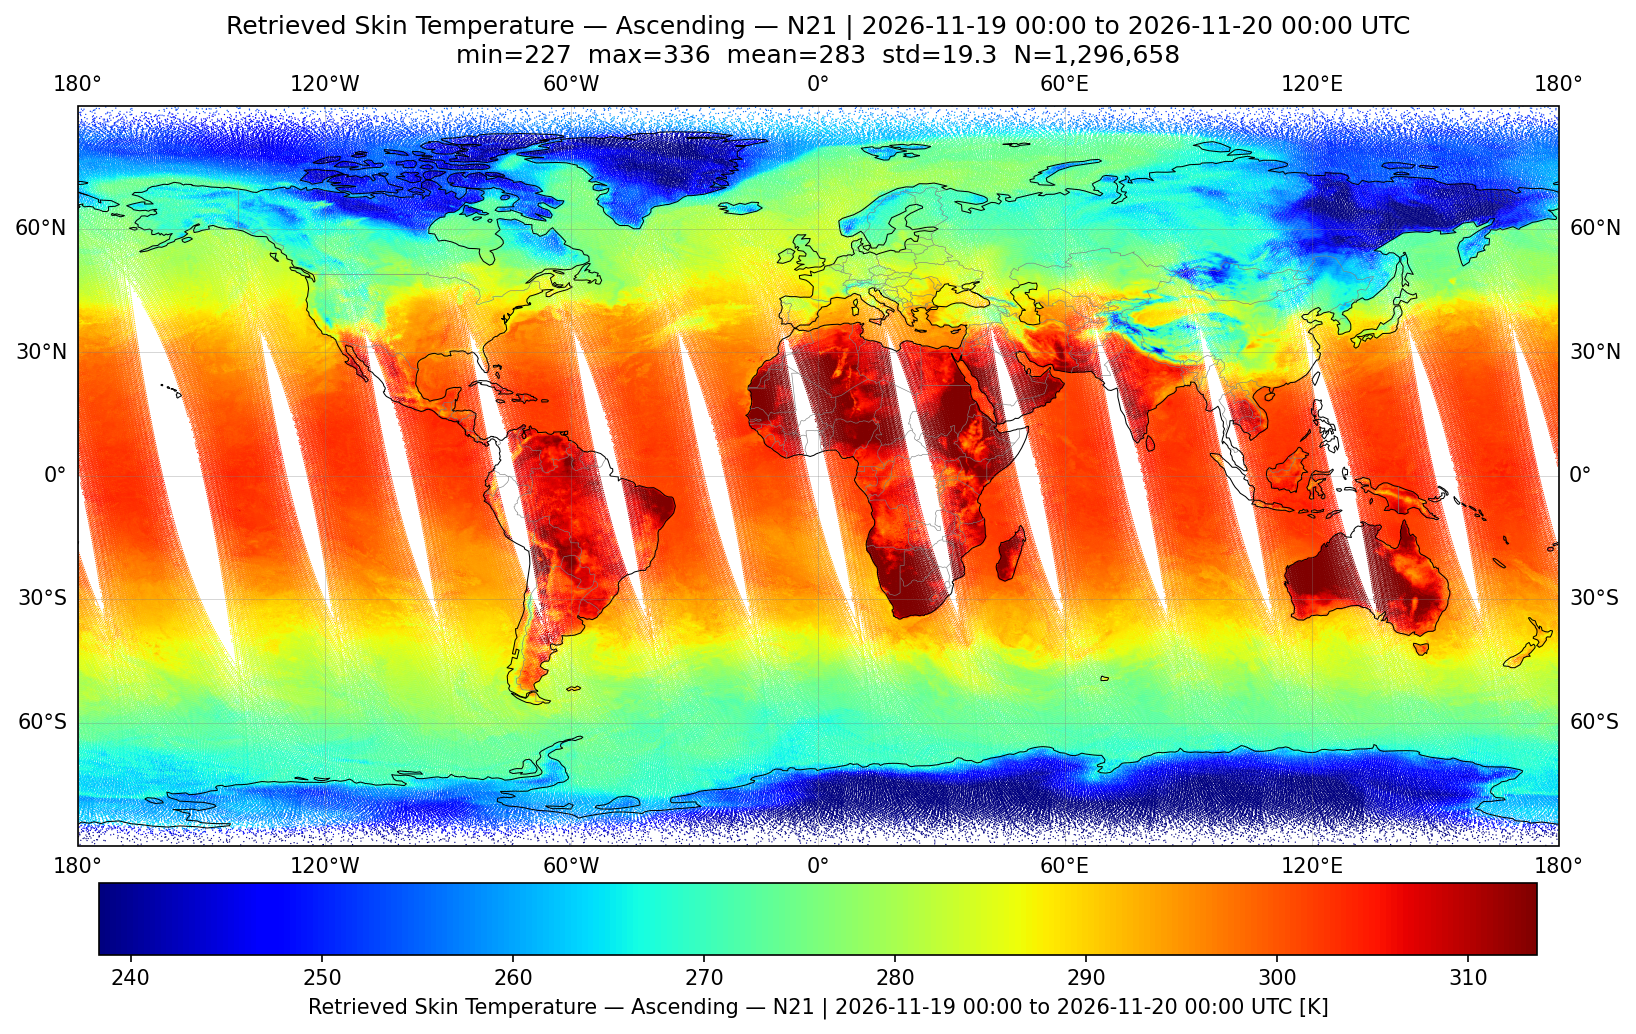 Retrieved Skin Temperature — Ascending — N21 | 2026-11-19 00:00 to 2026-11-20 00:00 UTC
min=227  max=336  mean=283  std=19.3  N=1,296,658
180° 120°W 60°W 0° 60°E 120°E 180°
60°N 60°N
30°N 30°N
0° 0°
30°S 30°S
60°S 60°S
180° 120°W 60°W 0° 60°E 120°E 180°
240 250 260 270 280 290 300 310
Retrieved Skin Temperature — Ascending — N21 | 2026-11-19 00:00 to 2026-11-20 00:00 UTC [K]